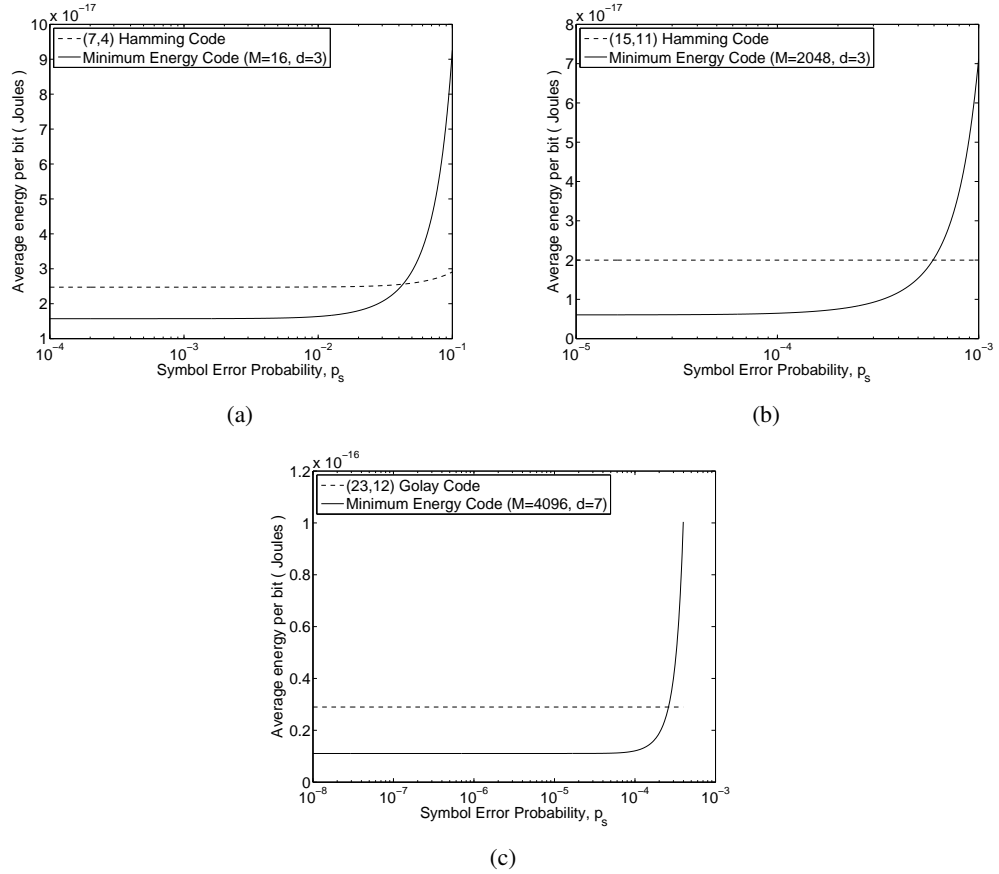 x 10^-17
(7,4) Hamming Code
Minimum Energy Code (M=16, d=3)
Average energy per bit ( Joules )
10
9
8
7
6
5
4
3
2
1
10^-4
10^-3
10^-2
10^-1
Symbol Error Probability, p_s
(a)
x 10^-17
(15,11) Hamming Code
Minimum Energy Code (M=2048, d=3)
Average energy per bit ( Joules )
8
7
6
5
4
3
2
1
0
10^-5
10^-4
10^-3
Symbol Error Probability, p_s
(b)
x 10^-16
(23,12) Golay Code
Minimum Energy Code (M=4096, d=7)
Average energy per bit ( Joules )
1.2
1
0.8
0.6
0.4
0.2
0
10^-8
10^-7
10^-6
10^-5
10^-4
10^-3
Symbol Error Probability, p_s
(c)